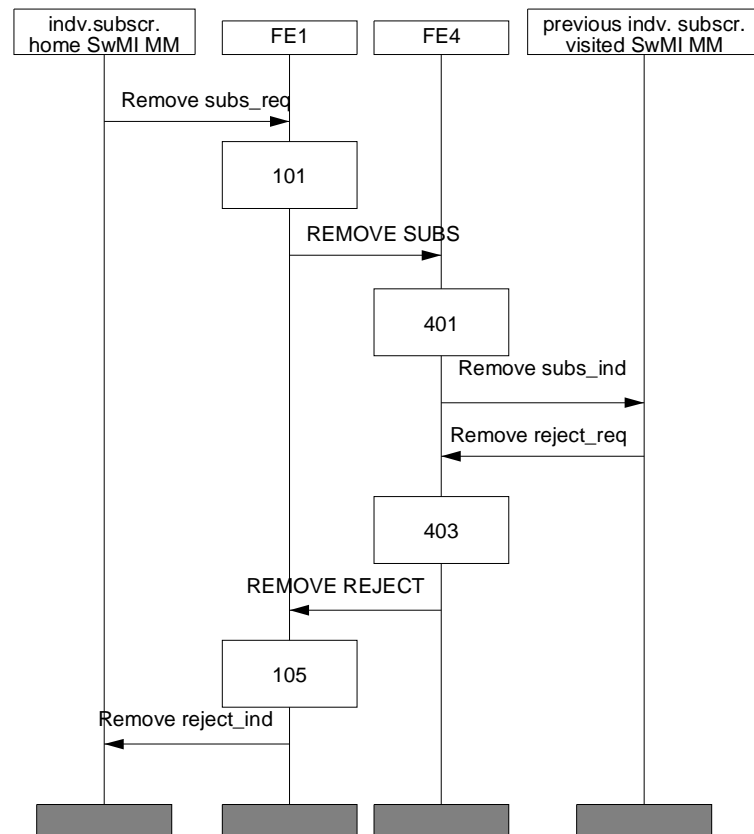 indv.subscr.
home SwMI MM
FE1
FE4
previous indv. subscr.
visited SwMI MM
Remove subs_req
101
REMOVE SUBS
401
Remove subs_ind
Remove reject_req
403
REMOVE REJECT
105
Remove reject_ind